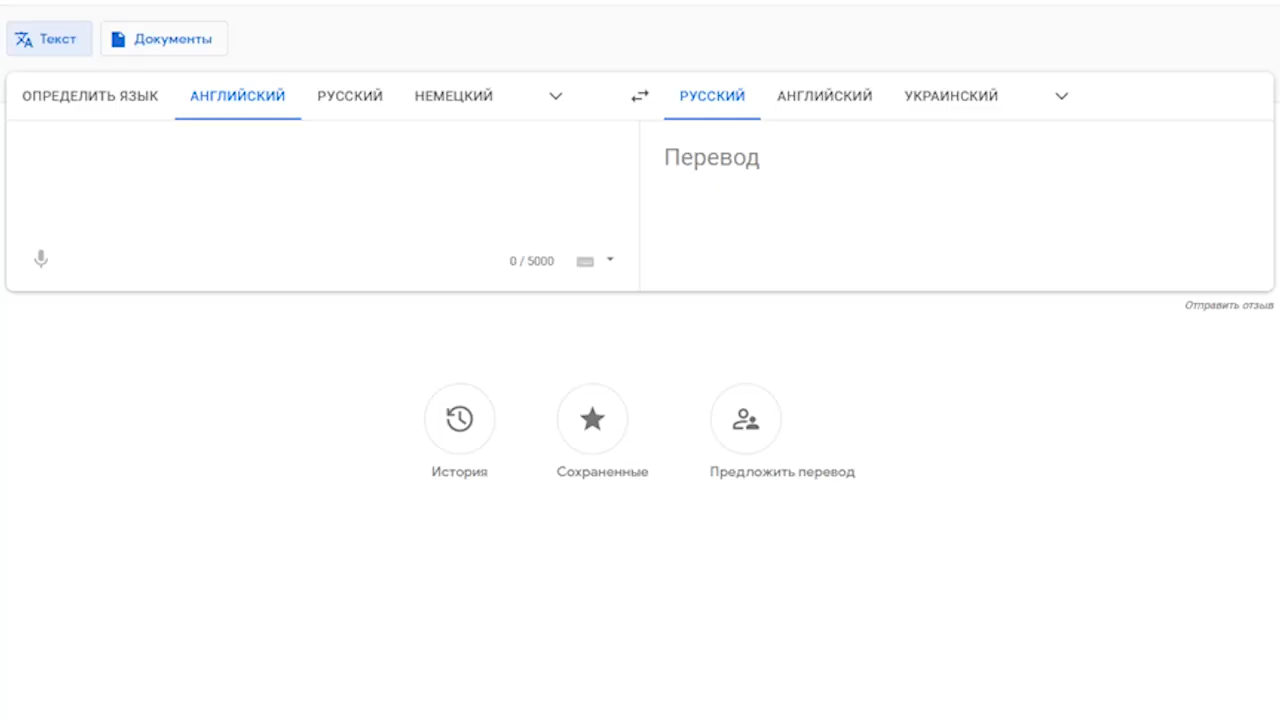 Текст Документы
ОПРЕДЕЛИТЬ ЯЗЫК АНГЛИЙСКИЙ РУССКИЙ НЕМЕЦКИЙ РУССКИЙ АНГЛИЙСКИЙ УКРАИНСКИЙ
Перевод
0 / 5000
Отправить отзыв
История Сохраненные Предложить перевод